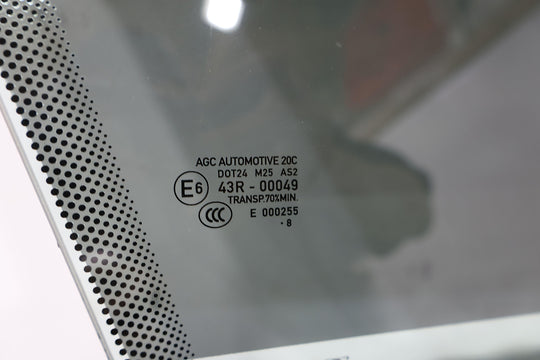 AGC AUTOMOTIVE 20C
DOT24 M25 AS2
E6 43R - 00049
TRANSP.70%MIN.
CCC E 000255
· 8